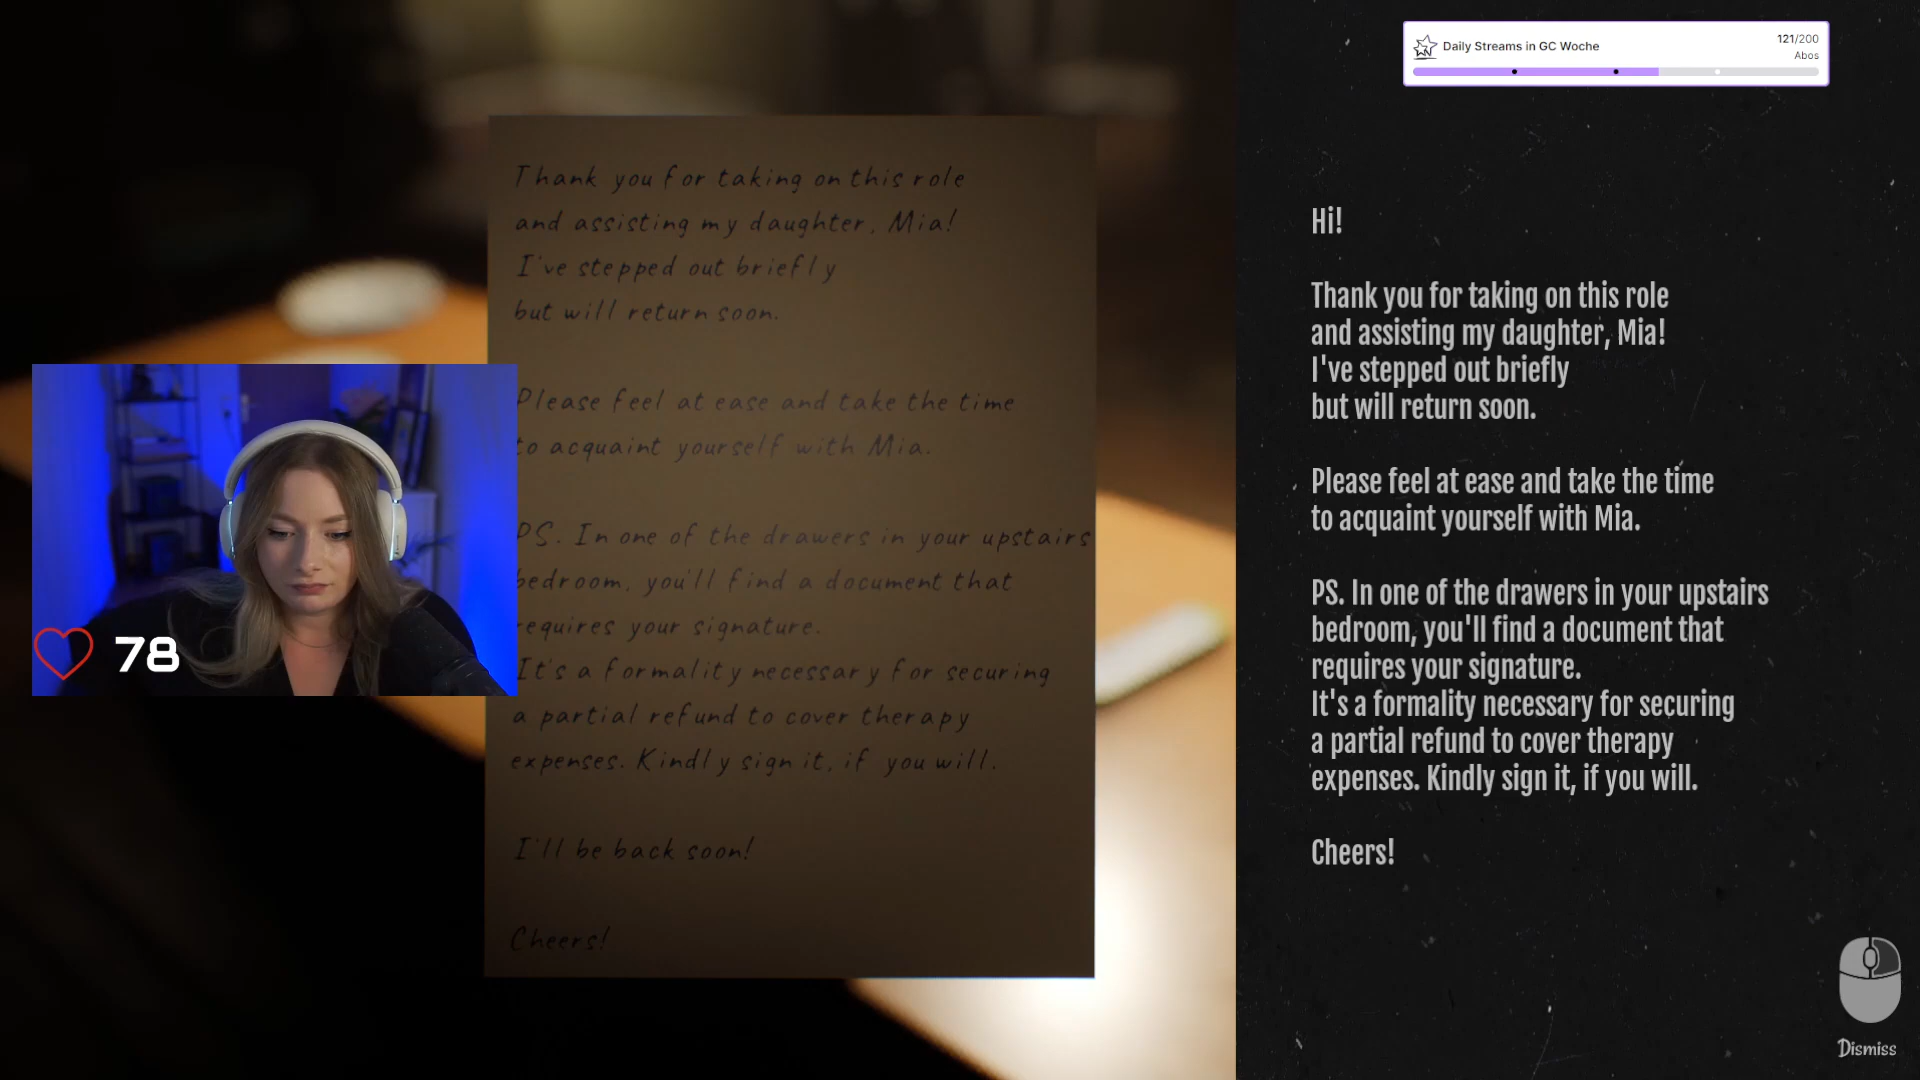 Daily Streams in GC Woche
121/200
Abos
Thank you for taking on this role
and assisting my daughter, Mia!
I've stepped out briefly
but will return soon.
Please feel at ease and take the time
to acquaint yourself with Mia.
PS. In one of the drawers in your upstairs
bedroom, you'll find a document that
requires your signature.
It's a formality necessary for securing
a partial refund to cover therapy
expenses. Kindly sign it, if you will.
I'll be back soon!
Cheers!
78
Hi!
Thank you for taking on this role
and assisting my daughter, Mia!
I've stepped out briefly
but will return soon.
Please feel at ease and take the time
to acquaint yourself with Mia.
PS. In one of the drawers in your upstairs
bedroom, you'll find a document that
requires your signature.
It's a formality necessary for securing
a partial refund to cover therapy
expenses. Kindly sign it, if you will.
Cheers!
Dismiss